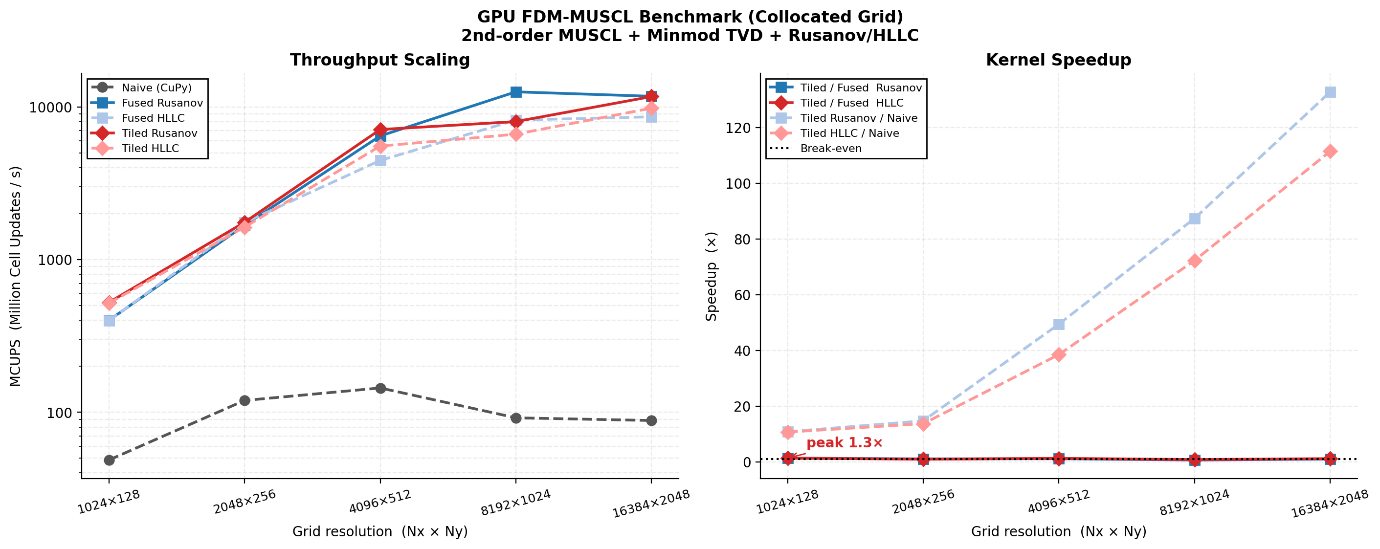 GPU FDM-MUSCL Benchmark (Collocated Grid)
2nd-order MUSCL + Minmod TVD + Rusanov/HLLC
Throughput Scaling
MCUPS (Million Cell Updates / s)
10000
1000
100
Naive (CuPy)
Fused Rusanov
Fused HLLC
Tiled Rusanov
Tiled HLLC
1024×128
2048×256
4096×512
8192×1024
16384×2048
Grid resolution (Nx × Ny)
Kernel Speedup
Speedup (×)
120
100
80
60
40
20
0
Tiled / Fused Rusanov
Tiled / Fused HLLC
Tiled Rusanov / Naive
Tiled HLLC / Naive
Break-even
peak 1.3×
1024×128
2048×256
4096×512
8192×1024
16384×2048
Grid resolution (Nx × Ny)